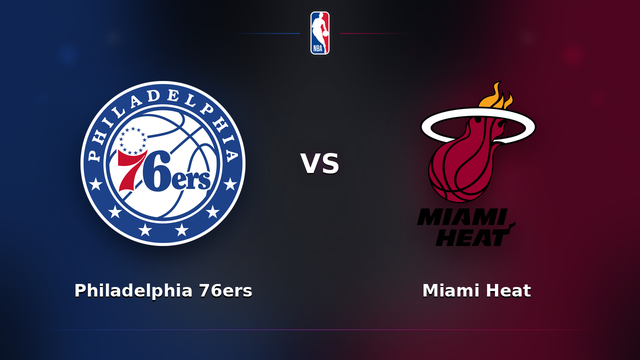 NBA
PHILADELPHIA
76ers
VS
MIAMI
HEAT
Philadelphia 76ers
Miami Heat